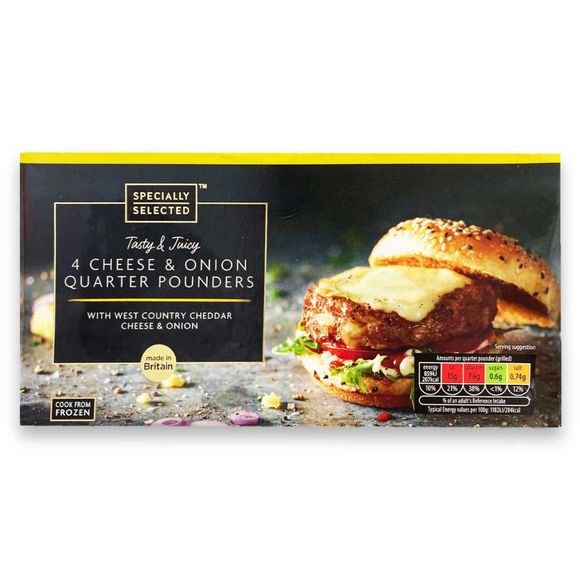 SPECIALLY
SELECTED™
Tasty & Juicy
4 CHEESE & ONION
QUARTER POUNDERS
WITH WEST COUNTRY CHEDDAR
CHEESE & ONION
made in
Britain
COOK FROM
FROZEN
Serving suggestion
Amounts per quarter pounder (grilled)
energy fat saturates sugars salt
859kJ 15g 7.6g 0.6g 0.74g
207kcal
10% 21% 38% <1% 12%
% of an adult's Reference Intake
Typical Energy values per 100g: 1182kJ/284kcal